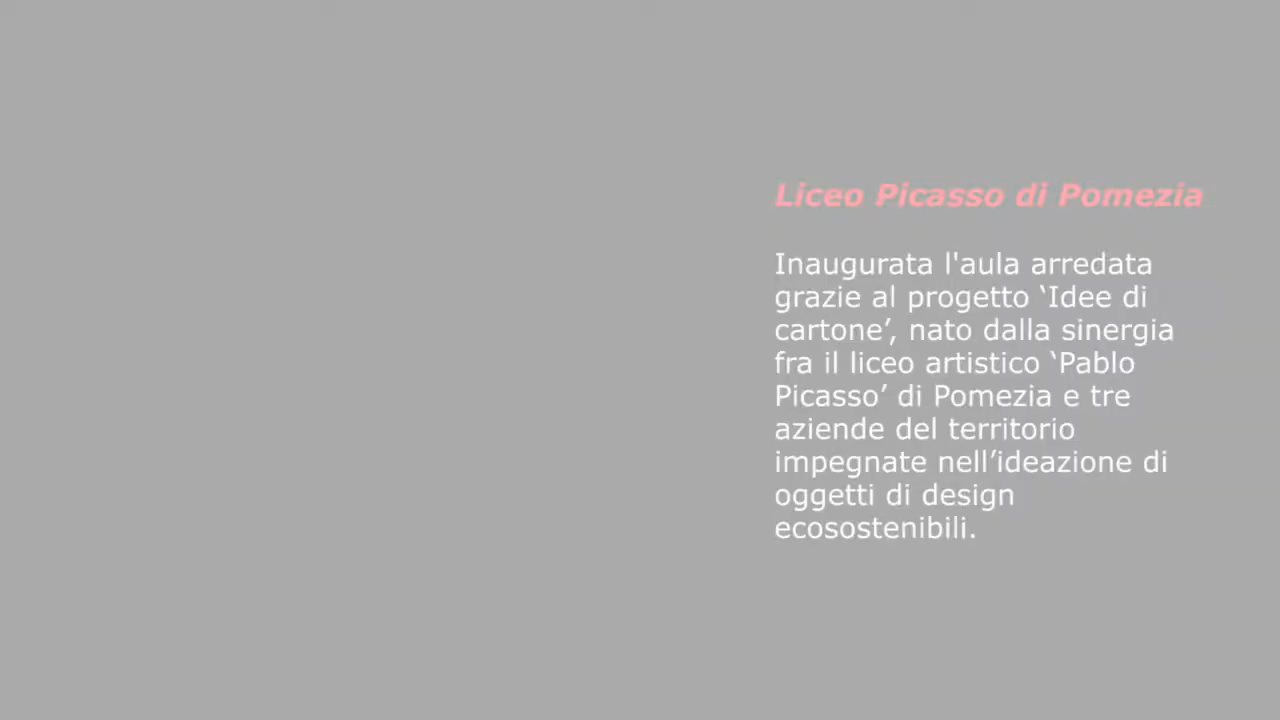 Liceo Picasso di Pomezia
Inaugurata l'aula arredata
grazie al progetto ‘Idee di
cartone’, nato dalla sinergia
fra il liceo artistico ‘Pablo
Picasso’ di Pomezia e tre
aziende del territorio
impegnate nell’ideazione di
oggetti di design
ecosostenibili.